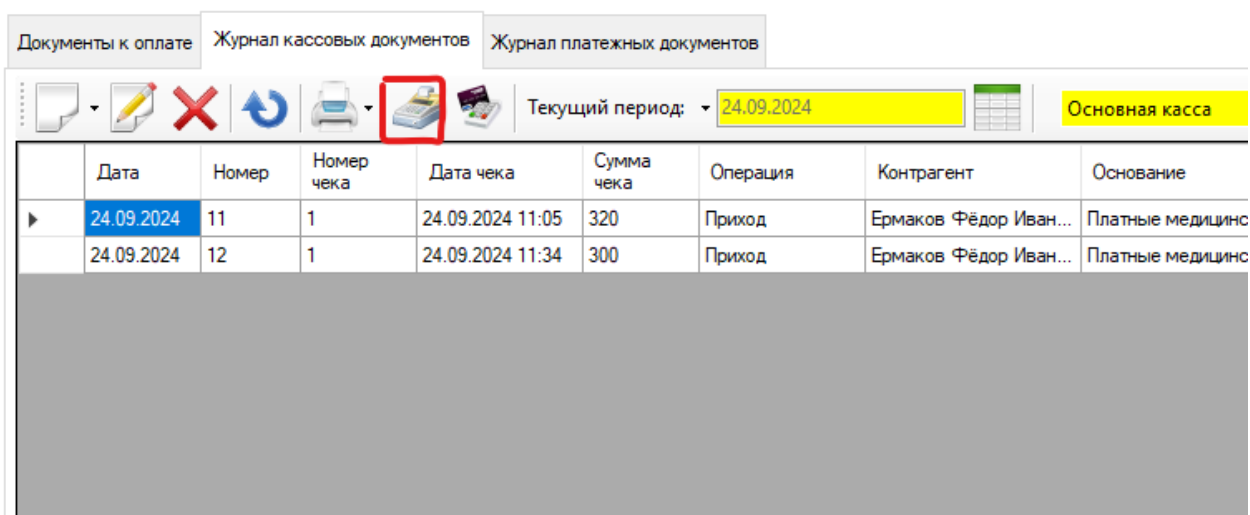 Документы к оплате Журнал кассовых документов Журнал платежных документов
Текущий период: 24.09.2024 Основная касса
Дата Номер Номер чека Дата чека Сумма чека Операция Контрагент Основание
24.09.2024 11 1 24.09.2024 11:05 320 Приход Ермаков Фёдор Иван... Платные медицинс
24.09.2024 12 1 24.09.2024 11:34 300 Приход Ермаков Фёдор Иван... Платные медицинс